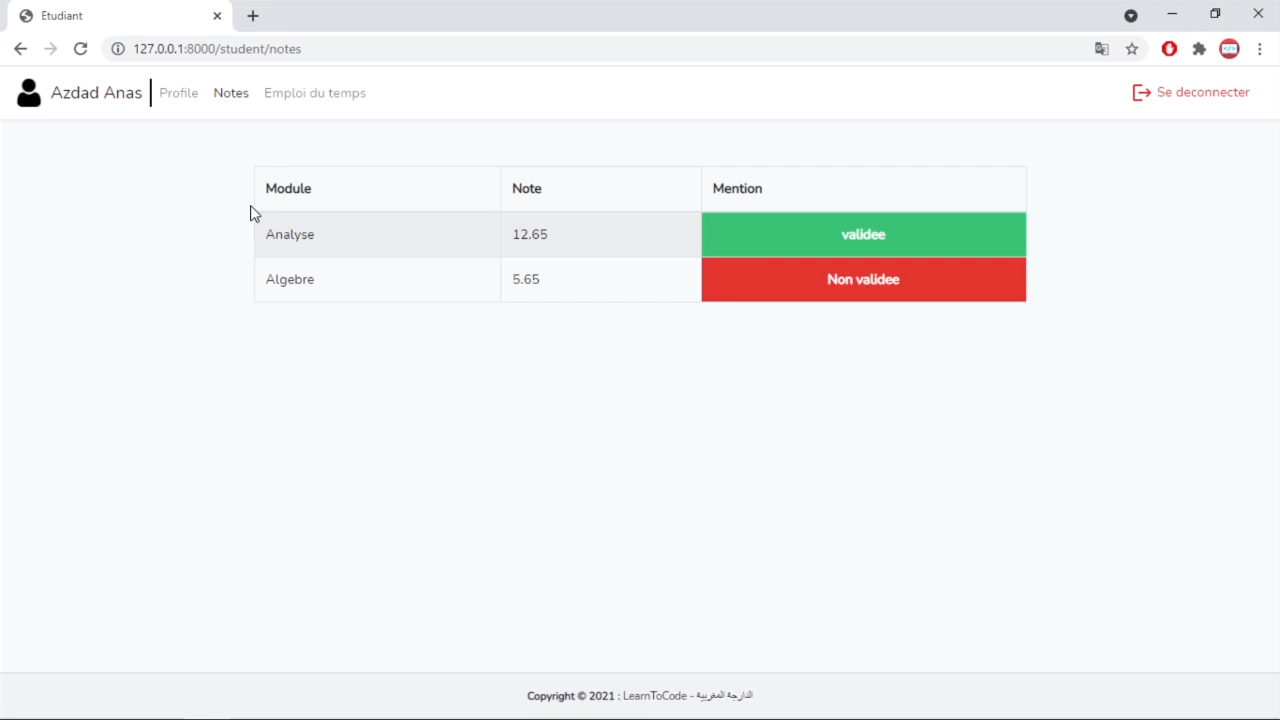 Etudiant
127.0.0.1:8000/student/notes
Azdad Anas Profile Notes Emploi du temps Se deconnecter
Module Note Mention
Analyse 12.65 validee
Algebre 5.65 Non validee
Copyright © 2021 : LearnToCode - الدارجة المغربية